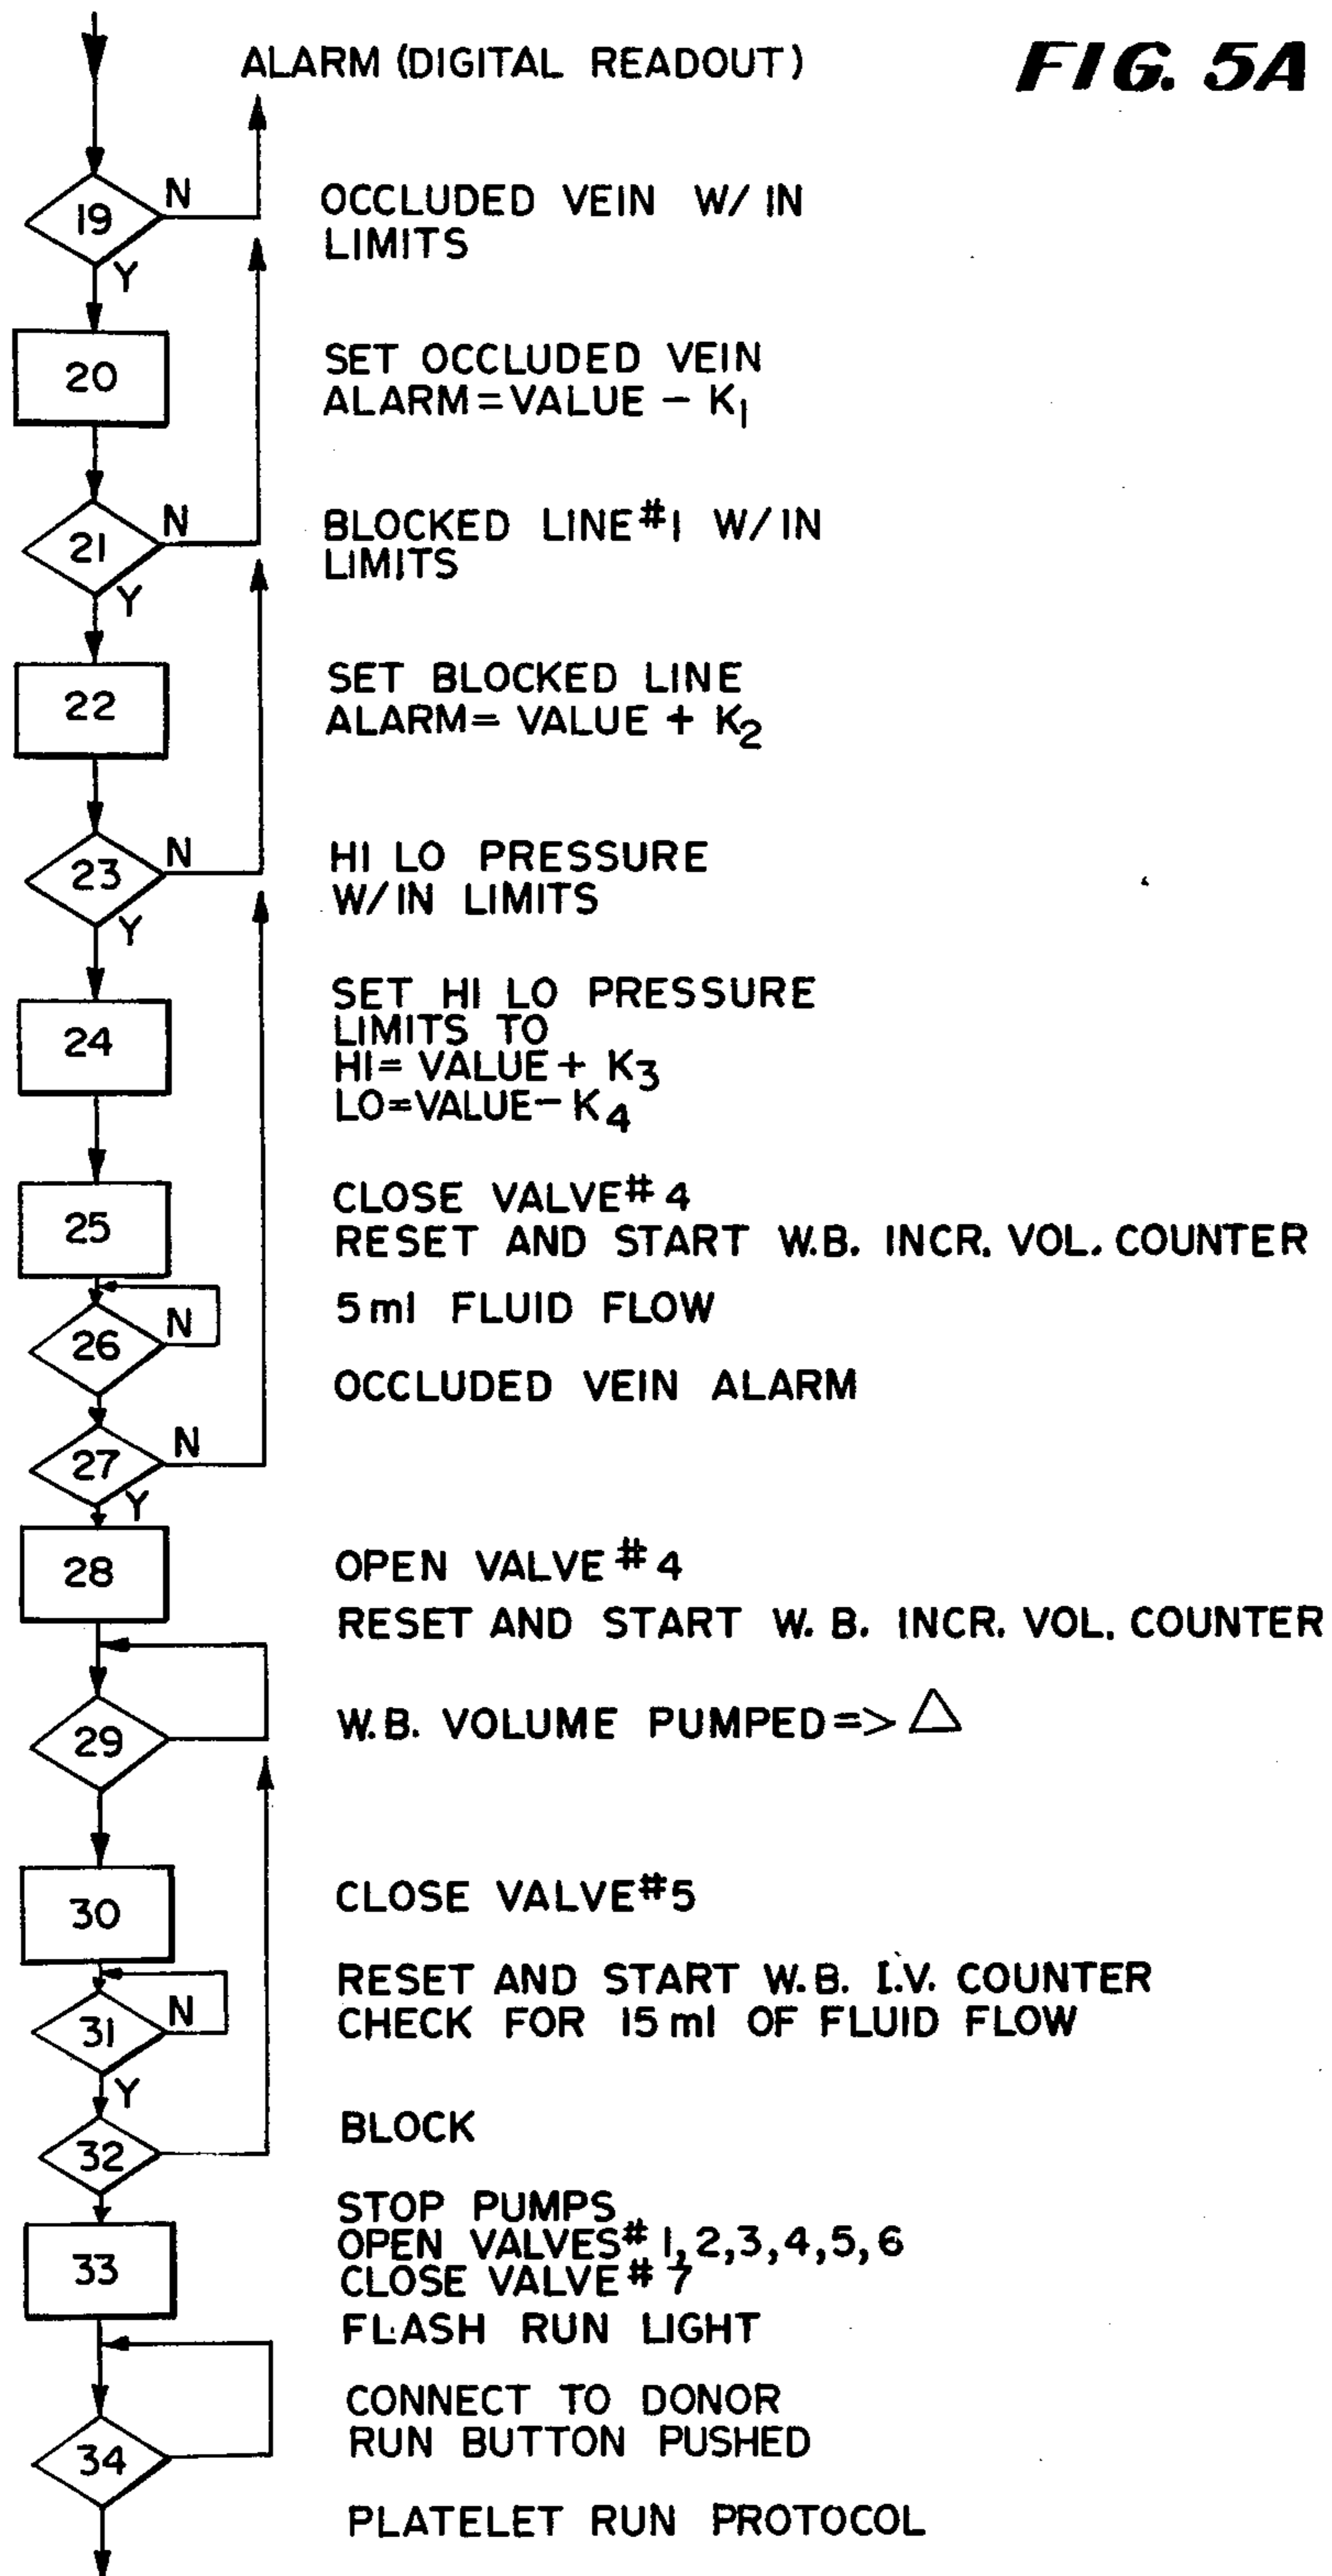 ALARM (DIGITAL READOUT)
FIG. 5A
19 N
OCCLUDED VEIN W/IN
LIMITS
Y
20
SET OCCLUDED VEIN
ALARM=VALUE - K1
21 N
BLOCKED LINE #1 W/IN
LIMITS
Y
22
SET BLOCKED LINE
ALARM= VALUE + K2
23 N
HI LO PRESSURE
W/IN LIMITS
Y
24
SET HI LO PRESSURE
LIMITS TO
HI= VALUE + K3
LO=VALUE- K4
25
CLOSE VALVE #4
RESET AND START W.B. INCR. VOL. COUNTER
26 N
5 ml FLUID FLOW
OCCLUDED VEIN ALARM
27 N
Y
28
OPEN VALVE #4
RESET AND START W. B. INCR. VOL. COUNTER
29
W.B. VOLUME PUMPED => △
30
CLOSE VALVE #5
31 N
RESET AND START W.B. I.V. COUNTER
CHECK FOR 15 ml OF FLUID FLOW
Y
32
BLOCK
33
STOP PUMPS
OPEN VALVES # 1,2,3,4,5,6
CLOSE VALVE # 7
FLASH RUN LIGHT
34
CONNECT TO DONOR
RUN BUTTON PUSHED
PLATELET RUN PROTOCOL